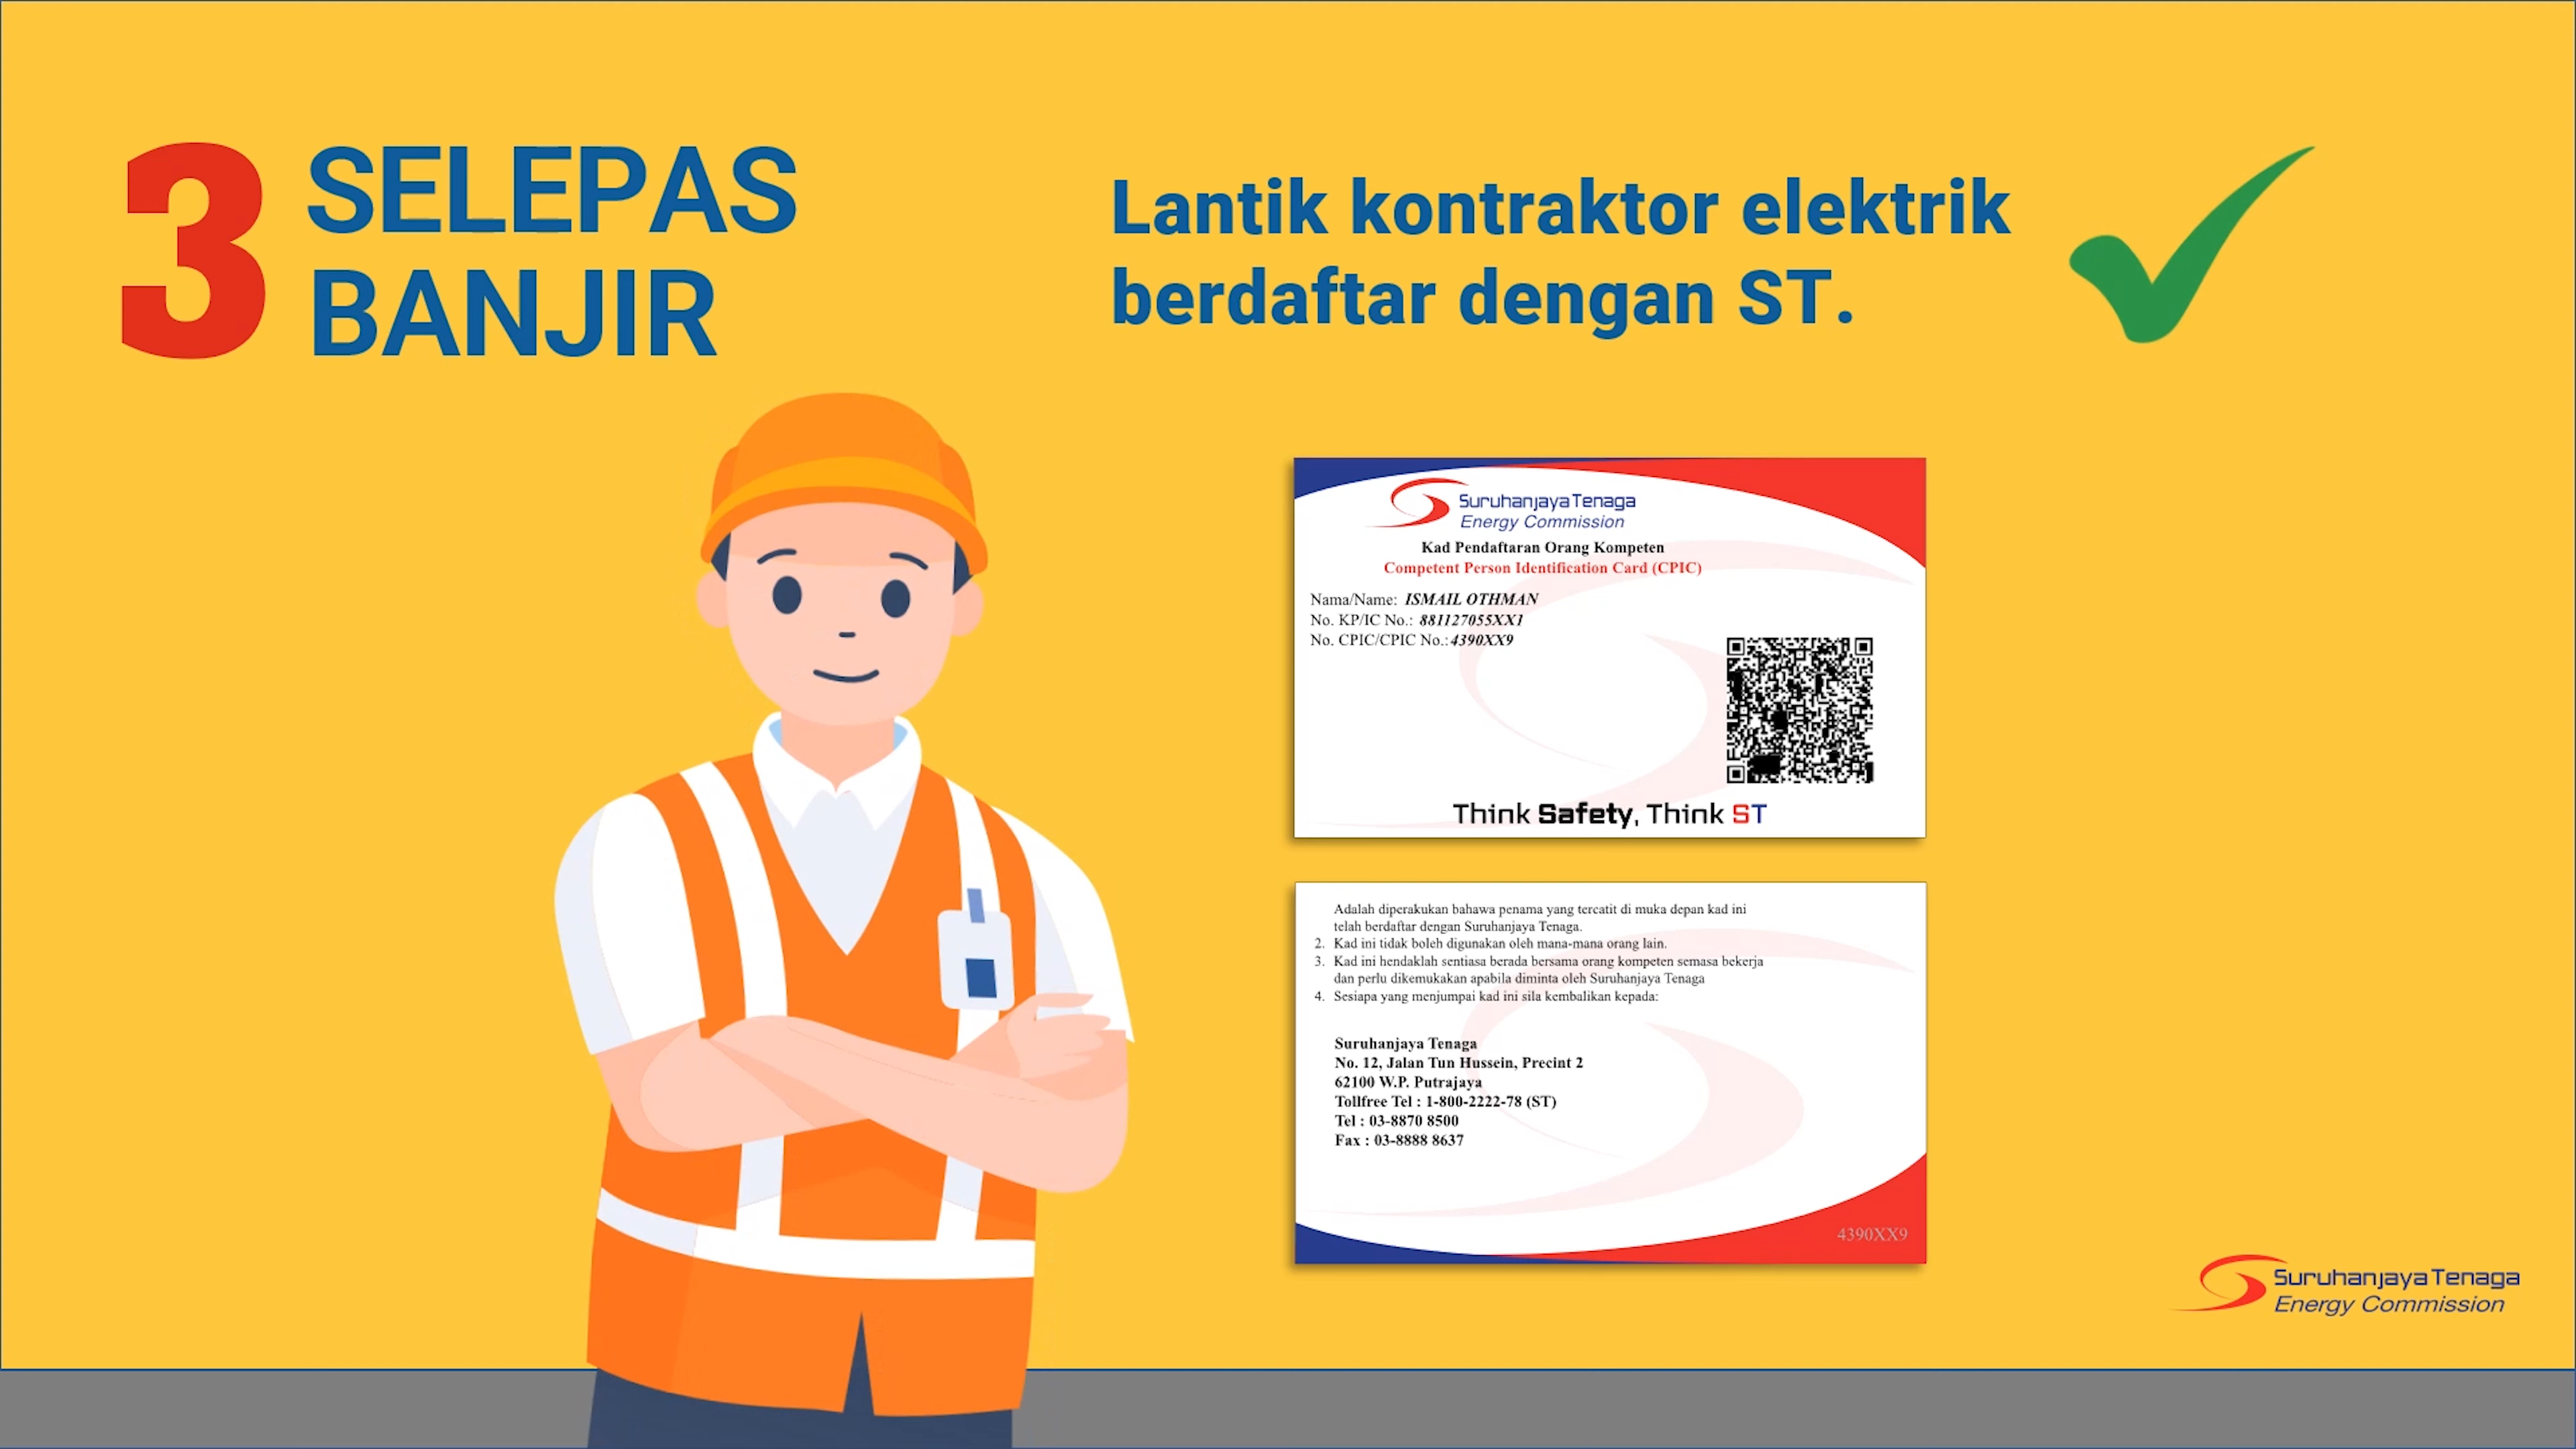 3
SELEPAS
BANJIR
Lantik kontraktor elektrik
berdaftar dengan ST.
Suruhanjaya Tenaga
Energy Commission
Kad Pendaftaran Orang Kompeten
Competent Person Identification Card (CPIC)
Nama/Name: ISMAIL OTHMAN
No. KP/IC No.: 881127055XX1
No. CPIC/CPIC No.:4390XX9
Think Safety, Think ST
Adalah diperakukan bahawa penama yang tercatit di muka depan kad ini
telah berdaftar dengan Suruhanjaya Tenaga.
2. Kad ini tidak boleh digunakan oleh mana-mana orang lain.
3. Kad ini hendaklah sentiasa berada bersama orang kompeten semasa bekerja
dan perlu dikemukakan apabila diminta oleh Suruhanjaya Tenaga
4. Sesiapa yang menjumpai kad ini sila kembalikan kepada:
Suruhanjaya Tenaga
No. 12, Jalan Tun Hussein, Precint 2
62100 W.P. Putrajaya
Tollfree Tel : 1-800-2222-78 (ST)
Tel : 03-8870 8500
Fax : 03-8888 8637
4390XX9
Suruhanjaya Tenaga
Energy Commission